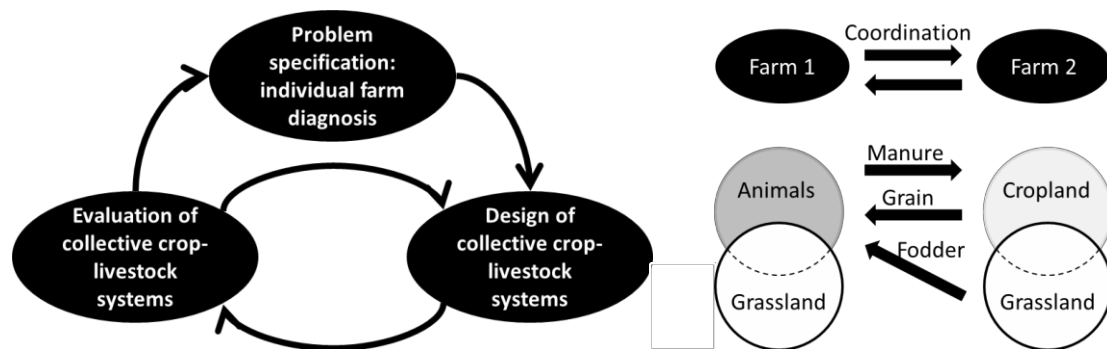 Problem
specification:
individual farm
diagnosis
Evaluation of
collective crop-
livestock
systems
Design of
collective crop-
livestock
systems
Coordination
Farm 1
Farm 2
Manure
Animals
Cropland
Grain
Fodder
Grassland
Grassland